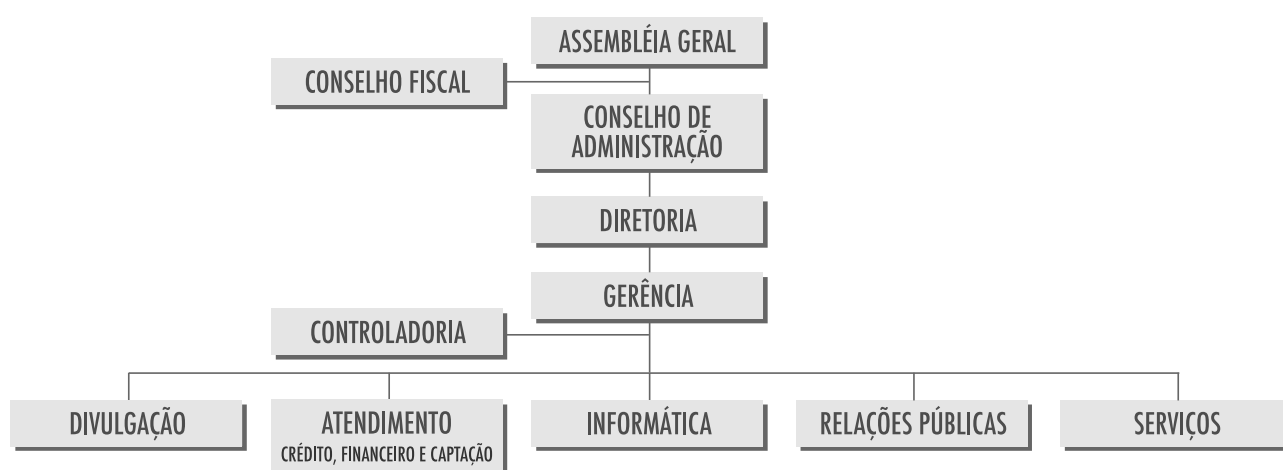 ASSEMBLÉIA GERAL
CONSELHO FISCAL
CONSELHO DE
ADMINISTRAÇÃO
DIRETORIA
GERÊNCIA
CONTROLADORIA
DIVULGAÇÃO
ATENDIMENTO
CRÉDITO, FINANCEIRO E CAPTAÇÃO
INFORMÁTICA
RELAÇÕES PÚBLICAS
SERVIÇOS